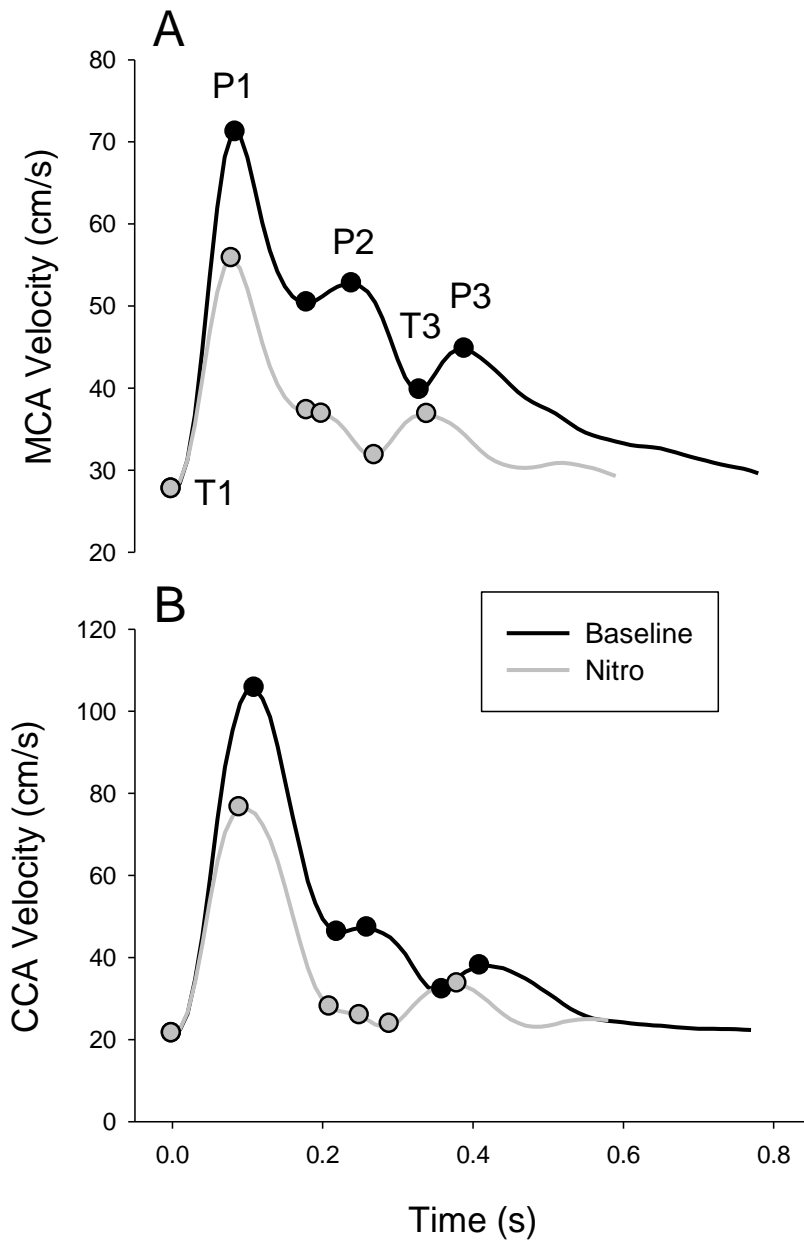 A
80
70
60
50
40
30
20
MCA Velocity (cm/s)
P1
P2
T3
P3
T1
B
120
100
80
60
40
20
0
CCA Velocity (cm/s)
Baseline
Nitro
0.0 0.2 0.4 0.6 0.8
Time (s)